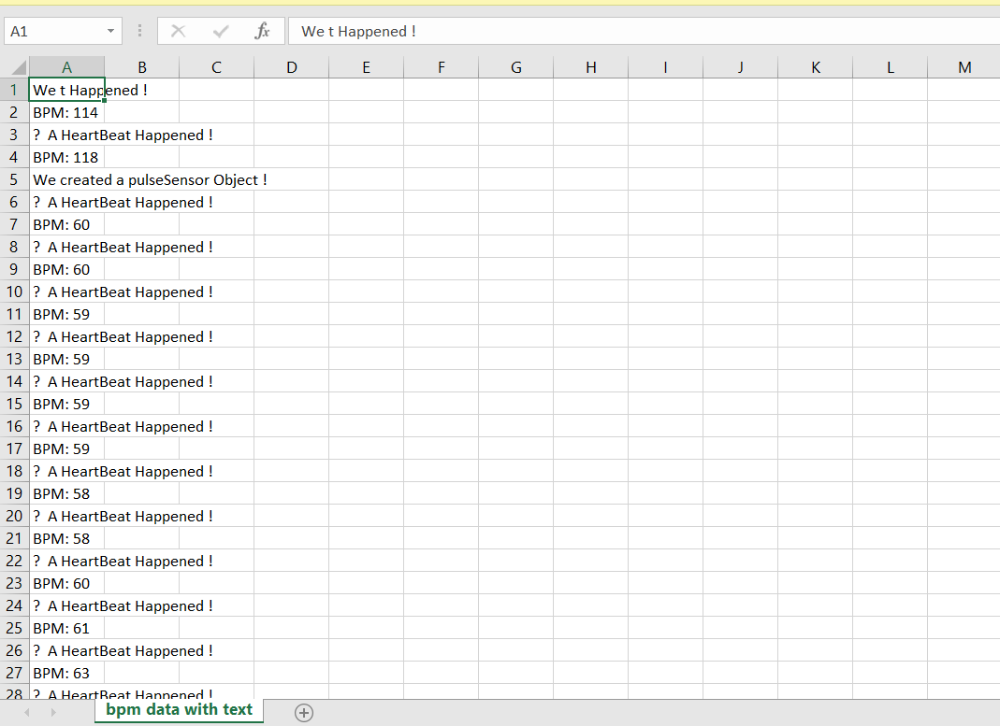 A1 fx We t Happened !
A B C D E F G H I J K L M
1 We t Happened !
2 BPM: 114
3 ? A HeartBeat Happened !
4 BPM: 118
5 We created a pulseSensor Object !
6 ? A HeartBeat Happened !
7 BPM: 60
8 ? A HeartBeat Happened !
9 BPM: 60
10 ? A HeartBeat Happened !
11 BPM: 59
12 ? A HeartBeat Happened !
13 BPM: 59
14 ? A HeartBeat Happened !
15 BPM: 59
16 ? A HeartBeat Happened !
17 BPM: 59
18 ? A HeartBeat Happened !
19 BPM: 58
20 ? A HeartBeat Happened !
21 BPM: 58
22 ? A HeartBeat Happened !
23 BPM: 60
24 ? A HeartBeat Happened !
25 BPM: 61
26 ? A HeartBeat Happened !
27 BPM: 63
28 ? A HeartBeat Happened !
bpm data with text